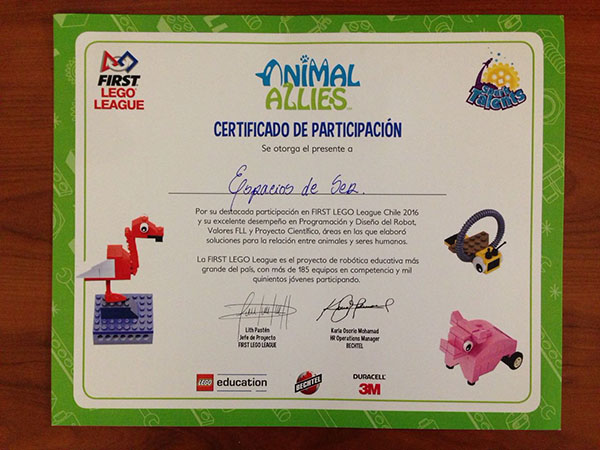 FIRST
LEGO
LEAGUE
ANIMAL
ALLIES
Spark
Talents
CERTIFICADO DE PARTICIPACIÓN
Se otorga el presente a
Espacios de Ser.
Por su destacada participación en FIRST LEGO League Chile 2016
y su excelente desempeño en Programación y Diseño del Robot,
Valores FLL y Proyecto Científico, áreas en las que elaboró
soluciones para la relación entre animales y seres humanos.
La FIRST LEGO League es el proyecto de robótica educativa más
grande del país, con más de 185 equipos en competencia y mil
quinientos jóvenes participando.
Lith Pastén
Jefe de Proyecto
FIRST LEGO LEAGUE
Karla Osorio Mohamad
HR Operations Manager
BECHTEL
LEGO education
BECHTEL
DURACELL
3M